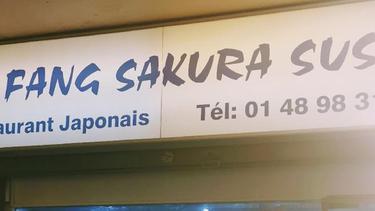 FANG SAKURA SUS
aurant Japonais
Tél: 01 48 98 3